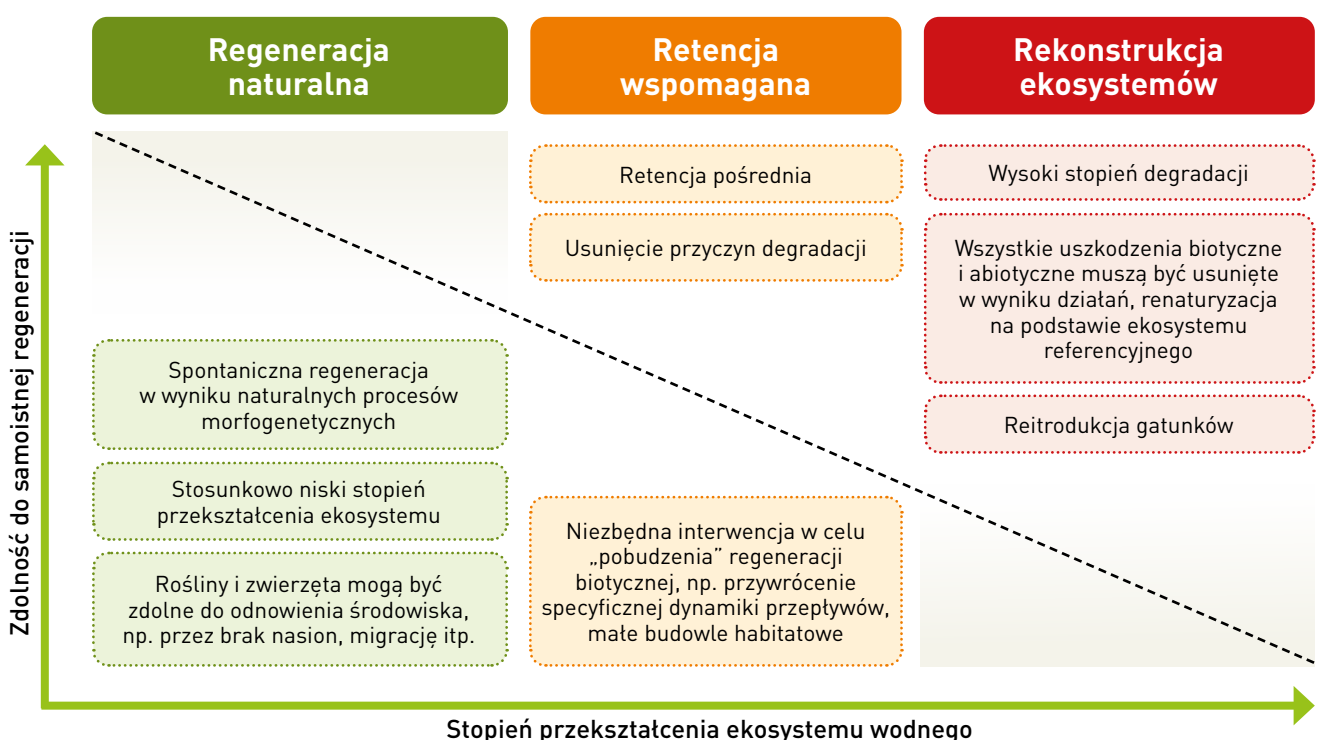 Regeneracja
naturalna
Retencja
wspomagana
Rekonstrukcja
ekosystemów
Zdolność do samoistnej regeneracji
Spontaniczna regeneracja
w wyniku naturalnych procesów
morfogenetycznych
Stosunkowo niski stopień
przekształcenia ekosystemu
Rośliny i zwierzęta mogą być
zdolne do odnowienia środowiska,
np. przez brak nasion, migrację itp.
Retencja pośrednia
Usunięcie przyczyn degradacji
Niezbędna interwencja w celu
„pobudzenia” regeneracji
biotycznej, np. przywrócenie
specyficznej dynamiki przepływów,
małe budowle habitatowe
Wysoki stopień degradacji
Wszystkie uszkodzenia biotyczne
i abiotyczne muszą być usunięte
w wyniku działań, renaturyzacja
na podstawie ekosystemu
referencyjnego
Reitrodukcja gatunków
Stopień przekształcenia ekosystemu wodnego